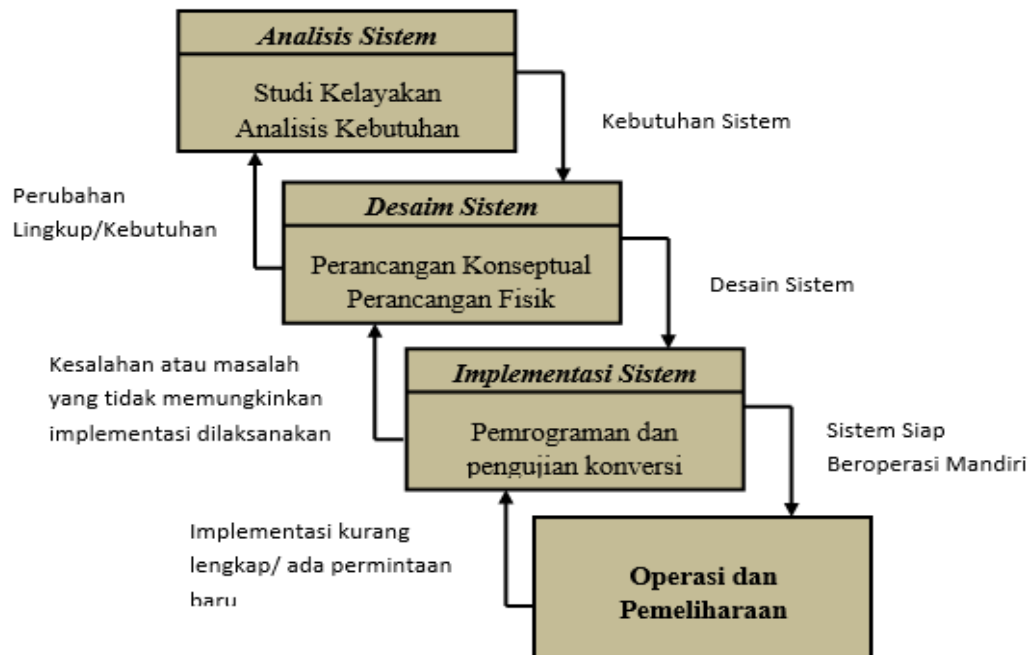 Analisis Sistem
Studi Kelayakan
Analisis Kebutuhan
Kebutuhan Sistem
Perubahan
Lingkup/Kebutuhan
Desaim Sistem
Perancangan Konseptual
Perancangan Fisik
Desain Sistem
Kesalahan atau masalah
yang tidak memungkinkan
implementasi dilaksanakan
Implementasi Sistem
Pemrograman dan
pengujian konversi
Sistem Siap
Beroperasi Mandiri
Implementasi kurang
lengkap/ ada permintaan
baru
Operasi dan
Pemeliharaan